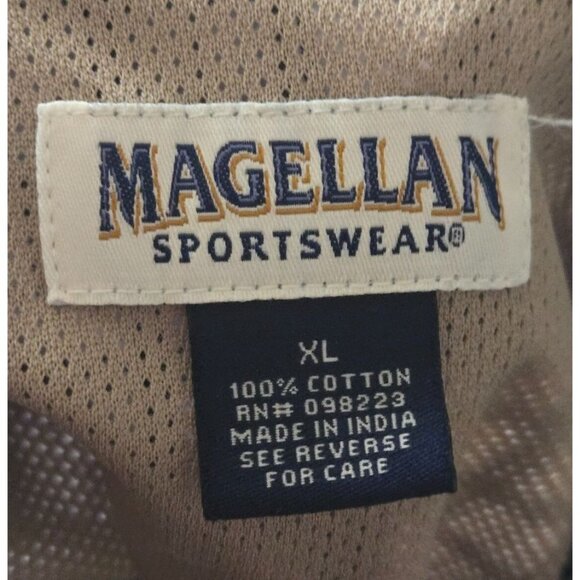 MAGELLAN
SPORTSWEAR®
XL
100% COTTON
RN# 098223
MADE IN INDIA
SEE REVERSE
FOR CARE